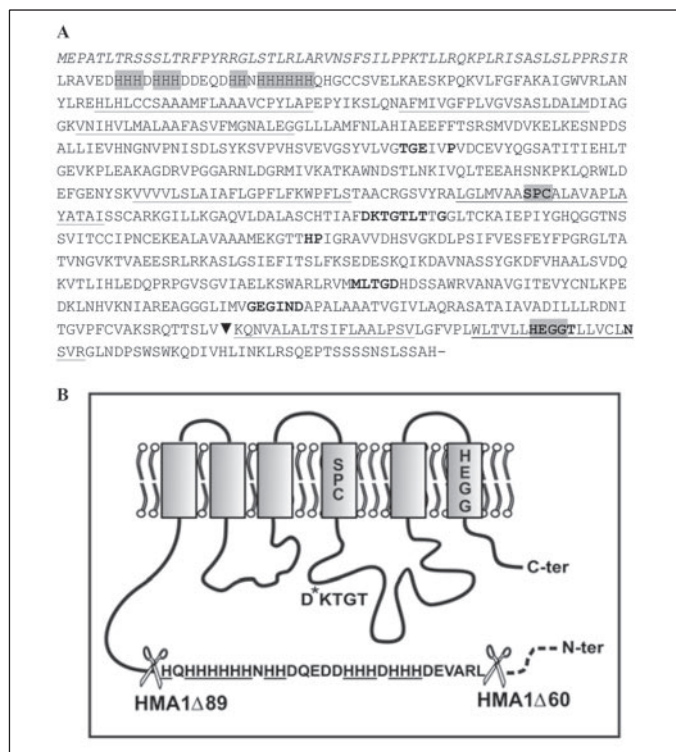 A
MEPATLTRSSSLTRFPYRRGLSTLRLARVNSFSILPPKTLLRQKPLRISASLSLPPRSIR
LRAVEDHHHDHHHDDEQDHHNHHHHHHQHGCCSVELKAESKPQKVLFGFAKAIGWVRLAN
YLREHLHLCCSAAAMFLAAAVCPYLAPEPYIKSLQNAFMIVGFPLVGVSASLDALMDIAG
GKVNIHVLMALAAFASVFMGNALEGGLLLAMFNLAHIAEEFFTSRSMVDVKELKESNPDS
ALLIEVHNGNVPNISDLSYKSVPVHSVEVGSYVLVGTGEIVPVDCEVYQGSATITIEHLT
GEVKPLEAKAGDRVPGGARNLDGRMIVKATKAWNDSTLNKIVQLTEEAHSNKPKLQRWLD
EFGENYSKVVVVLSLAIAFLGPFLFKWPFLSTAACRGSVYRALGLMVAASPCALAVAPLA
YATAISSCARKGILLKGAQVLDALASCHTIAFDKTGTLTTGGLTCKAIEPIYGHQGGTNS
SVITCCIPNCEKEALAVAAAMEKGTTHPIGRAVVDHSVGKDLPSIFVESFEYFPGRGLTA
TVNGVKTVAEESRLRKASLGSIEFITSLFKSEDESKQIKDAVNASSYGKDFVHAALSVDQ
KVTLIHLEDQPRPGVSGVIAELKSWARLRVMMLTGDHDSSAWRVANAVGITEVYCNLKPE
DKLNHVKNIAREAGGGLIMVGEGINDAPALAAATVGIVLAQRASATAIAVADILLLRDNI
TGVPFCVAKSRQTTSLV▼KQNVALALTSIFLAALPSVLGFVPLWLTVLLHEGGTLLVCLN
SVRGLNDPSWSWKQDIVHLINKLRSQEPTSSSSNSLSSAH-
B
SPC
HEGG
D*KTGT
C-ter
N-ter
HQHHHHHHNHHDQEDDHHHDHHHDEVARL
HMA1Δ89
HMA1Δ60